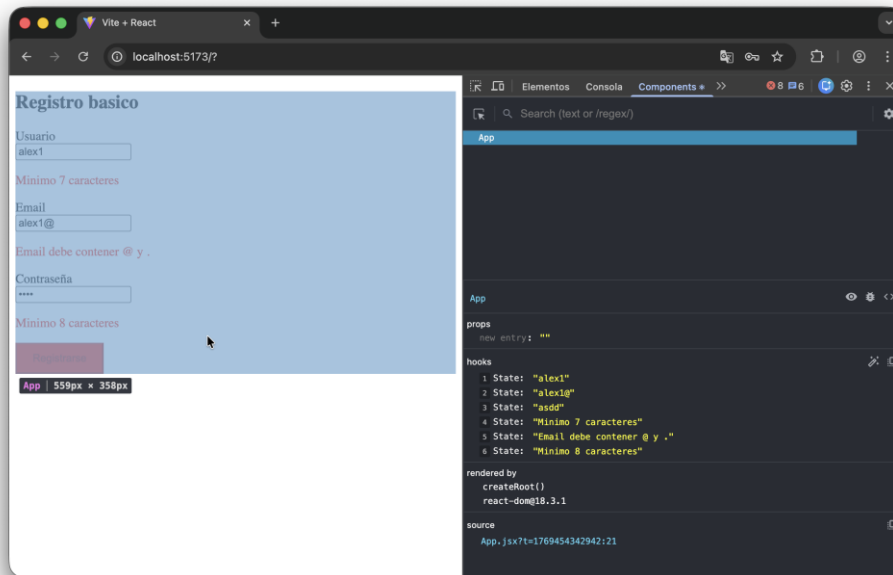 Vite + React
localhost:5173/?
Elementos Consola Components 8 6
Registro basico
Usuario
alex1
Minimo 7 caracteres
Email
alex1@
Email debe contener @ y .
Contraseña
••••
Minimo 8 caracteres
App | 559px × 358px
Search (text or /regex/)
App
App
props
new entry: ""
hooks
1 State: "alex1"
2 State: "alex1@"
3 State: "asdd"
4 State: "Minimo 7 caracteres"
5 State: "Email debe contener @ y ."
6 State: "Minimo 8 caracteres"
rendered by
createRoot()
react-dom@18.3.1
source
App.jsx?t=1769454342942:21